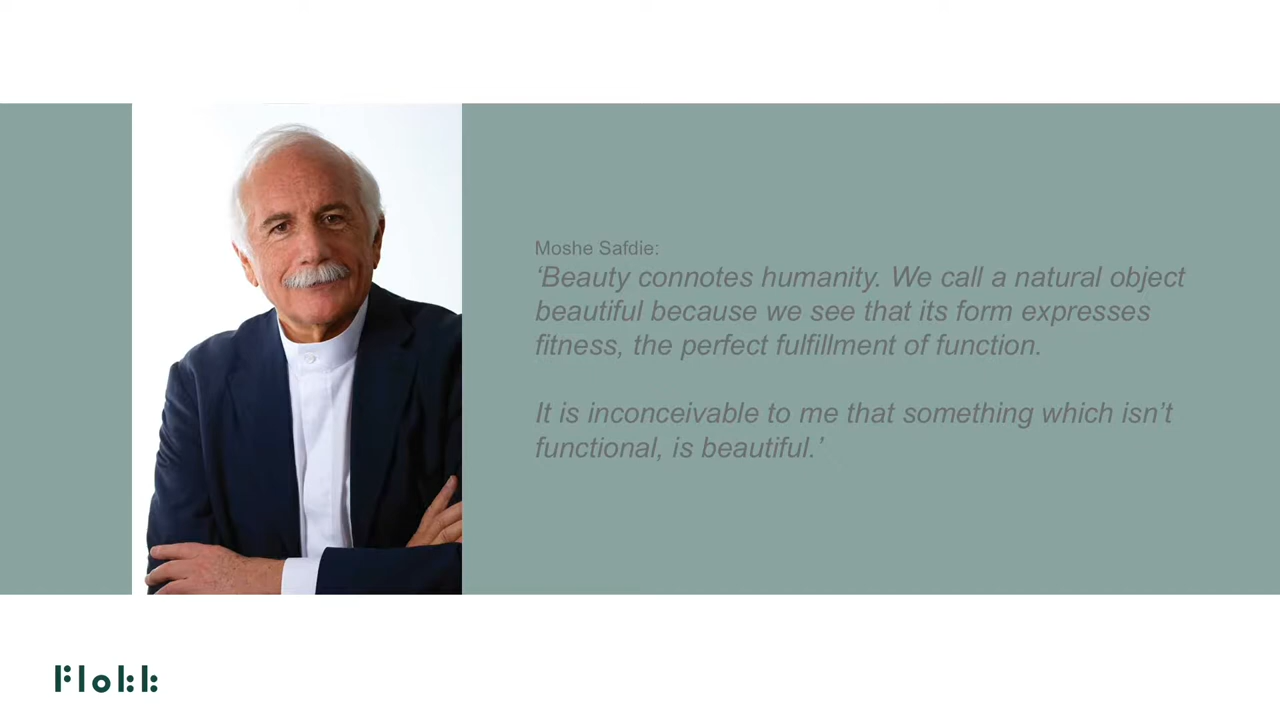 Moshe Safdie:
‘Beauty connotes humanity. We call a natural object
beautiful because we see that its form expresses
fitness, the perfect fulfillment of function.
It is inconceivable to me that something which isn’t
functional, is beautiful.’
Flokk